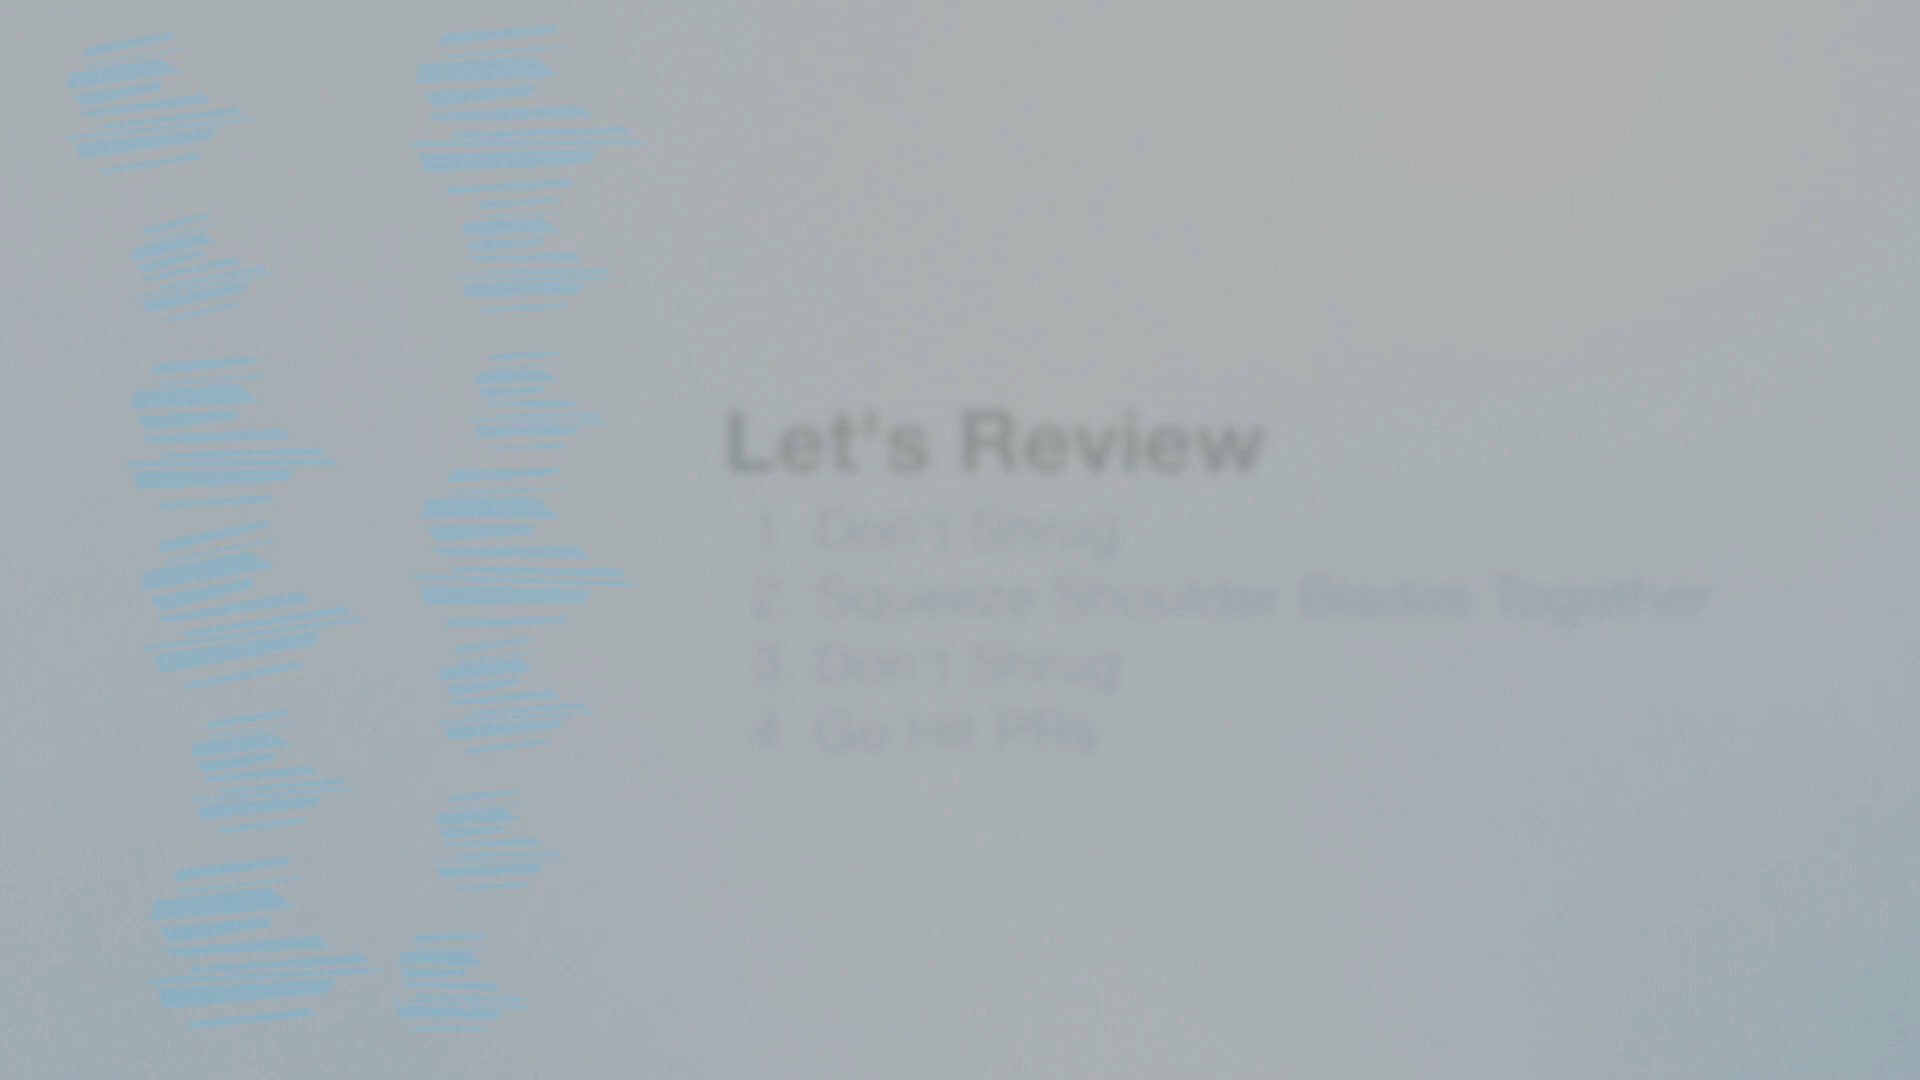 Let's Review
1. Don't Shrug
2. Squeeze Shoulder Blades Together
3. Don't Shrug
4. Go Hit PRs